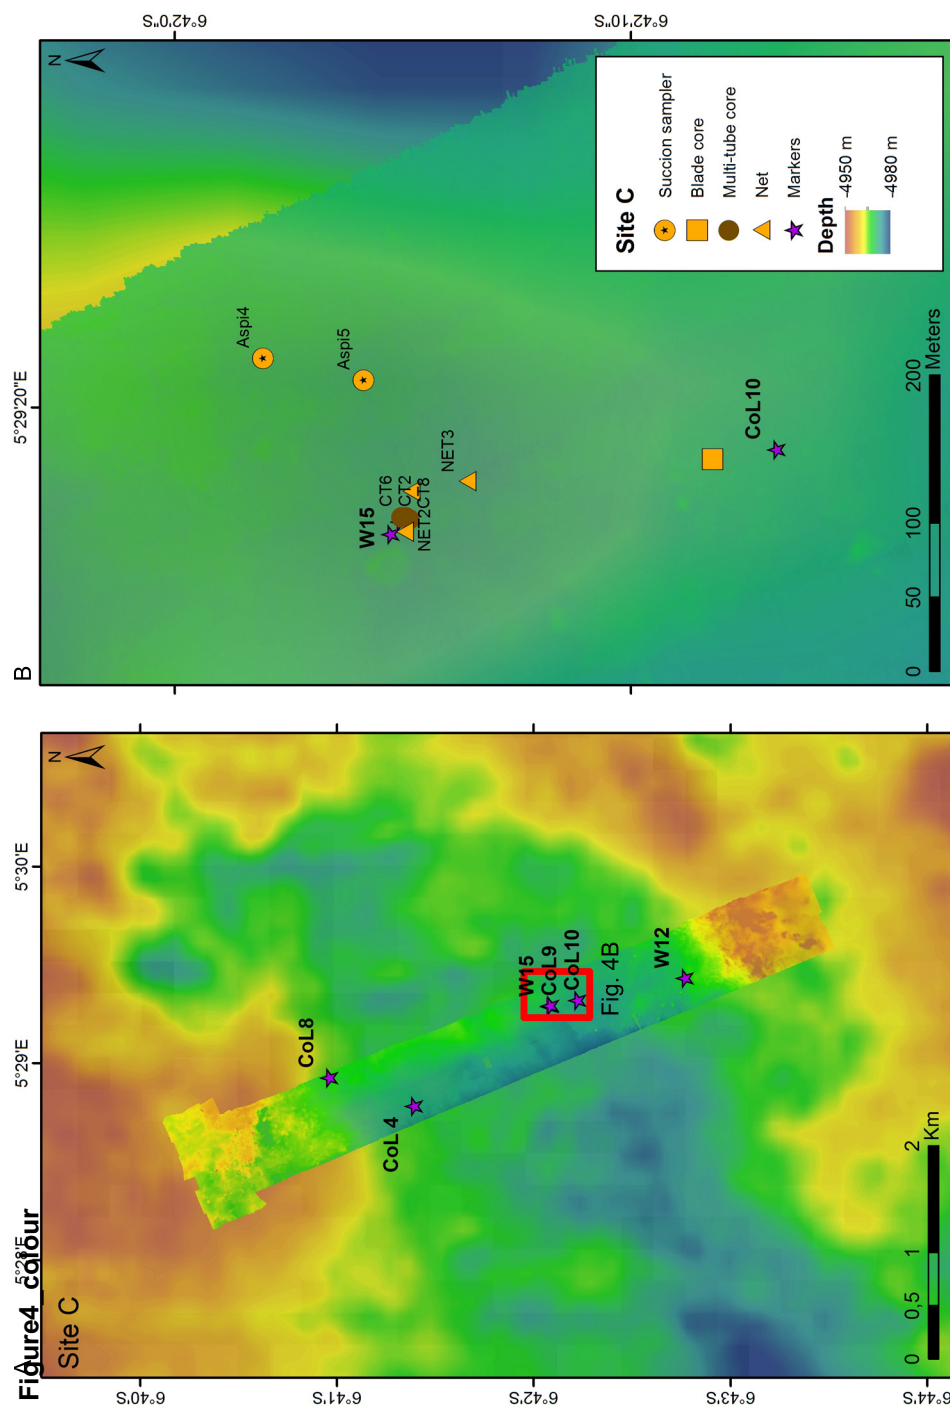 Figure4_colour
A
Site C
N
5°28'E
5°29'E
5°30'E
6°40'S
6°41'S
6°42'S
6°43'S
6°44'S
CoL8
CoL4
W15
CoL9
CoL10
Fig. 4B
W12
0
0,5
1
2
Km
B
N
5°29'20"E
6°42'0"S
6°42'10"S
Aspi4
Aspi5
W15
CT6
CT2
NET2CT8
NET3
CoL10
Site C
Succion sampler
Blade core
Multi-tube core
Net
Markers
Depth
-4950 m
-4980 m
0
50
100
200
Meters